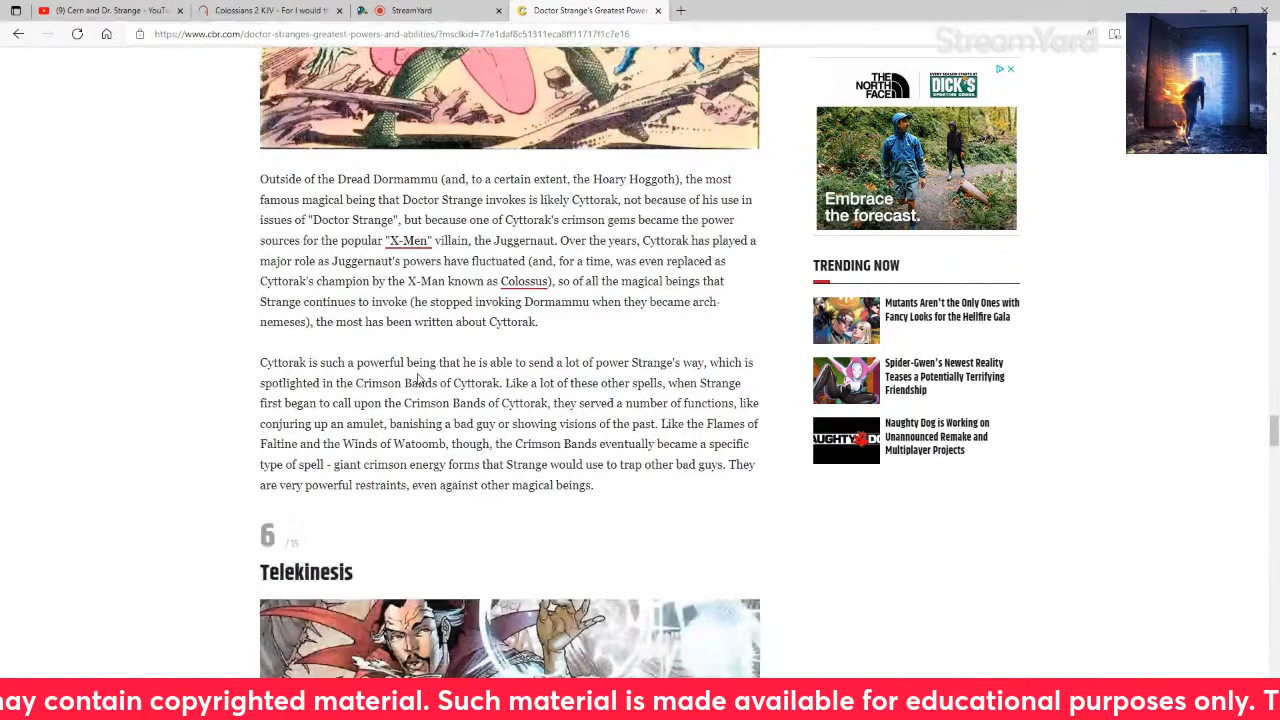 (1) Cern and Dr. Strange - YouT
Colossians 2 KJV - For I would th
StreamYard
Doctor Strange's Greatest Power
https://www.cbr.com/doctor-stranges-greatest-powers-and-abilities/?msclkid=77e1daf8c51311eca8ff11717f1c7e16
StreamYard
THE NORTH FACE
EVERY SEASON STARTS AT
DICK'S
SPORTING GOODS
Embrace
the forecast.
Outside of the Dread Dormammu (and, to a certain extent, the Hoary Hoggoth), the most
famous magical being that Doctor Strange invokes is likely Cyttorak, not because of his use in
issues of "Doctor Strange", but because one of Cyttorak's crimson gems became the power
sources for the popular "X-Men" villain, the Juggernaut. Over the years, Cyttorak has played a
major role as Juggernaut's powers have fluctuated (and, for a time, was even replaced as
Cyttorak's champion by the X-Man known as Colossus), so of all the magical beings that
Strange continues to invoke (he stopped invoking Dormammu when they became arch-
nemeses), the most has been written about Cyttorak.
Cyttorak is such a powerful being that he is able to send a lot of power Strange's way, which is
spotlighted in the Crimson Bands of Cyttorak. Like a lot of these other spells, when Strange
first began to call upon the Crimson Bands of Cyttorak, they served a number of functions, like
conjuring up an amulet, banishing a bad guy or showing visions of the past. Like the Flames of
Faltine and the Winds of Watoomb, though, the Crimson Bands eventually became a specific
type of spell - giant crimson energy forms that Strange would use to trap other bad guys. They
are very powerful restraints, even against other magical beings.
6 /15
Telekinesis
TRENDING NOW
Mutants Aren't the Only Ones with
Fancy Looks for the Hellfire Gala
Spider-Gwen's Newest Reality
Teases a Potentially Terrifying
Friendship
Naughty Dog is Working on
Unannounced Remake and
Multiplayer Projects
AUGHTY DO
may contain copyrighted material. Such material is made available for educational purposes only. T